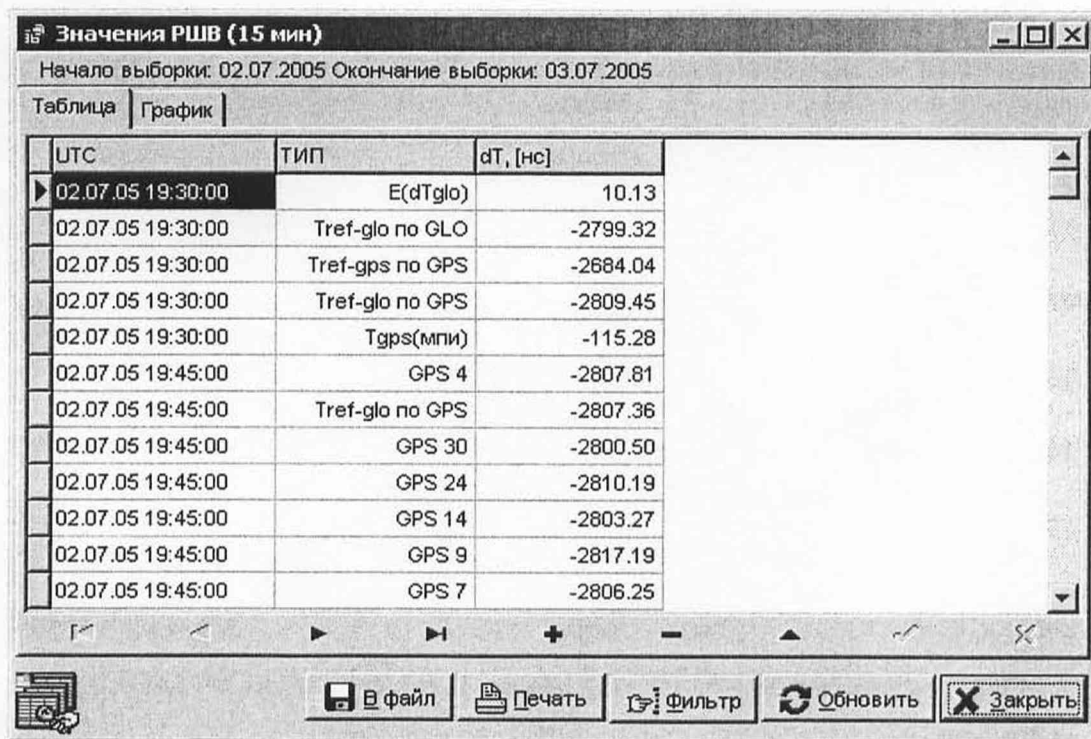 Значения РШВ (15 мин)
Начало выборки: 02.07.2005 Окончание выборки: 03.07.2005
Таблица График
UTC ТИП dT, [нс]
02.07.05 19:30:00 E(dTglo) 10.13
02.07.05 19:30:00 Tref-glo по GLO -2799.32
02.07.05 19:30:00 Tref-gps по GPS -2684.04
02.07.05 19:30:00 Tref-glo по GPS -2809.45
02.07.05 19:30:00 Tgps(мпи) -115.28
02.07.05 19:45:00 GPS 4 -2807.81
02.07.05 19:45:00 Tref-glo по GPS -2807.36
02.07.05 19:45:00 GPS 30 -2800.50
02.07.05 19:45:00 GPS 24 -2810.19
02.07.05 19:45:00 GPS 14 -2803.27
02.07.05 19:45:00 GPS 9 -2817.19
02.07.05 19:45:00 GPS 7 -2806.25
В файл Печать Фильтр Обновить Закрыть